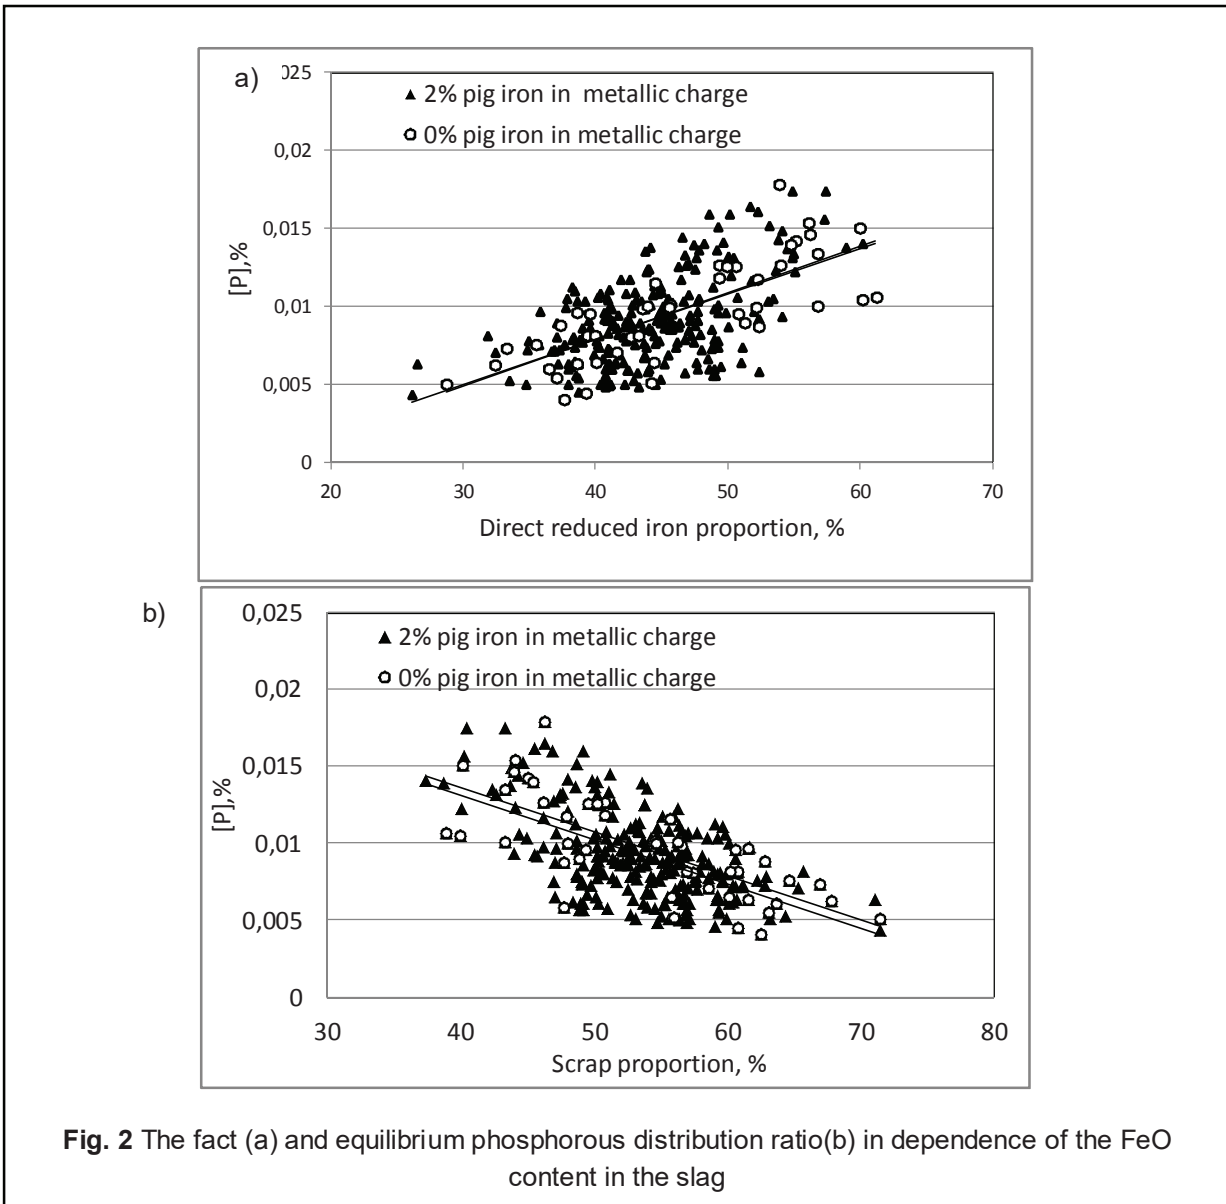 a)
025
2% pig iron in  metallic charge
0% pig iron in metallic charge
0,02
0,015
0,01
0,005
0
[P],%
20 30 40 50 60 70
Direct reduced iron proportion, %
b)
0,025
2% pig iron in metallic charge
0% pig iron in metallic charge
0,02
0,015
0,01
0,005
0
[P],%
30 40 50 60 70 80
Scrap proportion, %
Fig. 2 The fact (a) and equilibrium phosphorous distribution ratio(b) in dependence of the FeO
content in the slag